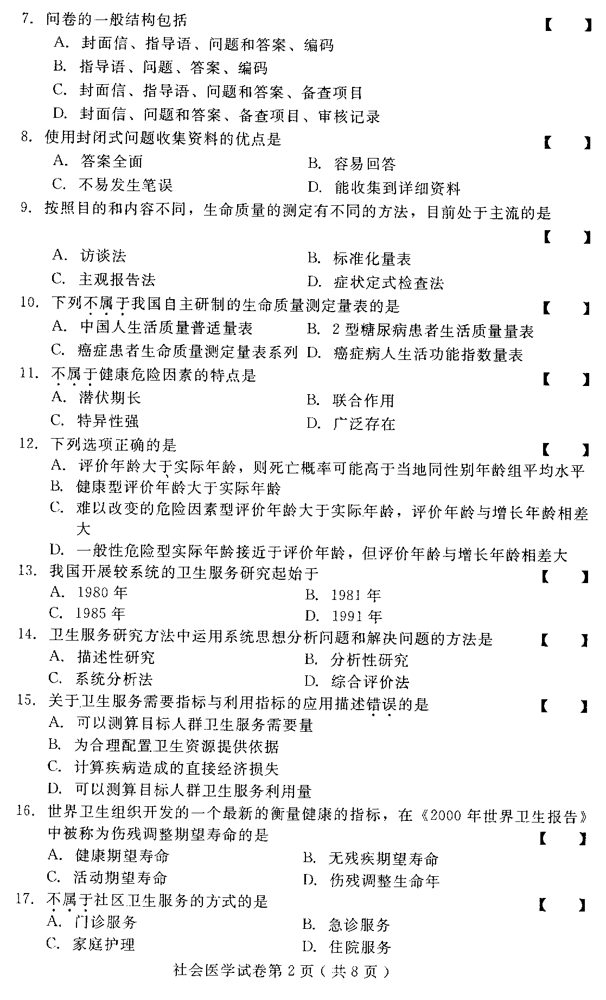 7. 问卷的一般结构包括 【 】
A. 封面信、指导语、问题和答案、编码
B. 指导语、问题、答案、编码
C. 封面信、指导语、问题和答案、备查项目
D. 封面信、问题和答案、备查项目、审核记录
8. 使用封闭式问题收集资料的优点是 【 】
A. 答案全面 B. 容易回答
C. 不易发生笔误 D. 能收集到详细资料
9. 按照目的和内容不同，生命质量的测定有不同的方法，目前处于主流的是
【 】
A. 访谈法 B. 标准化量表
C. 主观报告法 D. 症状定式检查法
10. 下列不属于我国自主研制的生命质量测定量表的是 【 】
A. 中国人生活质量普适量表 B. 2 型糖尿病患者生活质量量表
C. 癌症患者生命质量测定量表系列 D. 癌症病人生活功能指数量表
11. 不属于健康危险因素的特点是 【 】
A. 潜伏期长 B. 联合作用
C. 特异性强 D. 广泛存在
12. 下列选项正确的是 【 】
A. 评价年龄大于实际年龄，则死亡概率可能高于当地同性别年龄组平均水平
B. 健康型评价年龄大于实际年龄
C. 难以改变的危险因素型评价年龄大于实际年龄，评价年龄与增长年龄相差
大
D. 一般性危险型实际年龄接近于评价年龄，但评价年龄与增长年龄相差大
13. 我国开展较系统的卫生服务研究起始于 【 】
A. 1980 年 B. 1981 年
C. 1985 年 D. 1991 年
14. 卫生服务研究方法中运用系统思想分析问题和解决问题的方法是 【 】
A. 描述性研究 B. 分析性研究
C. 系统分析法 D. 综合评价法
15. 关于卫生服务需要指标与利用指标的应用描述错误的是 【 】
A. 可以测算目标人群卫生服务需要量
B. 为合理配置卫生资源提供依据
C. 计算疾病造成的直接经济损失
D. 可以测算目标人群卫生服务利用量
16. 世界卫生组织开发的一个最新的衡量健康的指标，在《2000 年世界卫生报告》
中被称为伤残调整期望寿命的是 【 】
A. 健康期望寿命 B. 无残疾期望寿命
C. 活动期望寿命 D. 伤残调整生命年
17. 不属于社区卫生服务的方式的是 【 】
A. 门诊服务 B. 急诊服务
C. 家庭护理 D. 住院服务
社会医学试卷第 2 页（共 8 页）